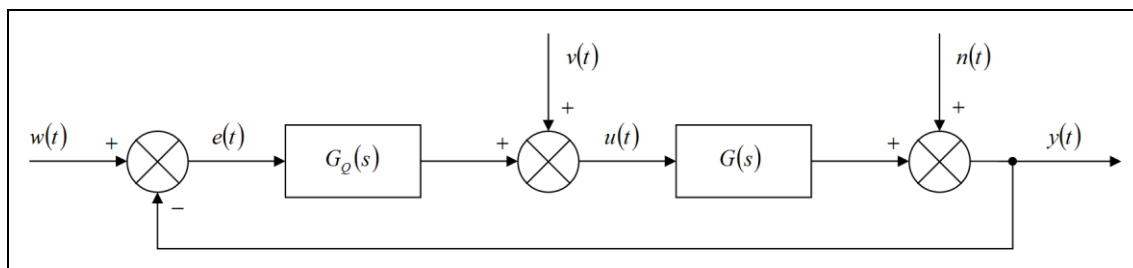 v(t)
n(t)
+
+
w(t)
+
e(t)
G_Q(s)
+
u(t)
G(s)
+
y(t)
−